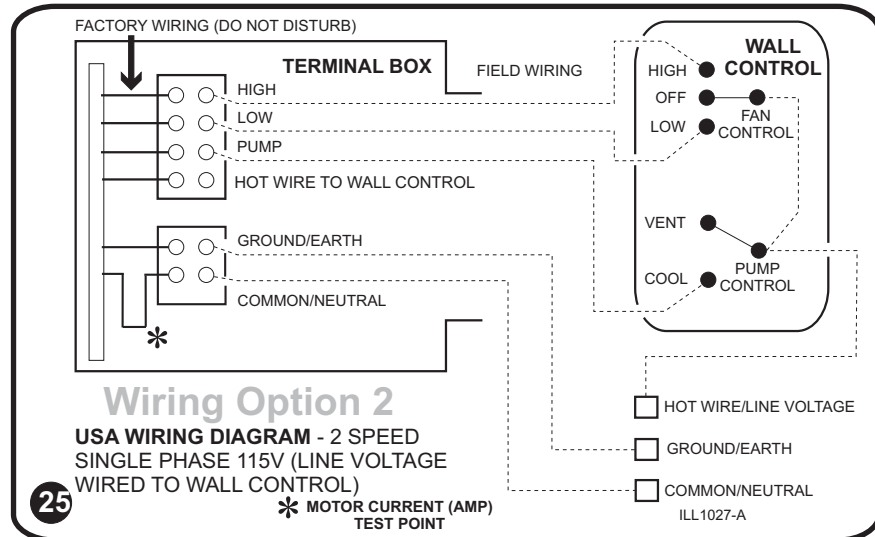 FACTORY WIRING (DO NOT DISTURB)
TERMINAL BOX
HIGH
LOW
PUMP
HOT WIRE TO WALL CONTROL
GROUND/EARTH
COMMON/NEUTRAL
*
FIELD WIRING
WALL
CONTROL
HIGH
OFF
LOW
FAN
CONTROL
VENT
COOL
PUMP
CONTROL
HOT WIRE/LINE VOLTAGE
GROUND/EARTH
COMMON/NEUTRAL
ILL1027-A
Wiring Option 2
USA WIRING DIAGRAM - 2 SPEED
SINGLE PHASE 115V (LINE VOLTAGE
WIRED TO WALL CONTROL)
* MOTOR CURRENT (AMP)
TEST POINT
25